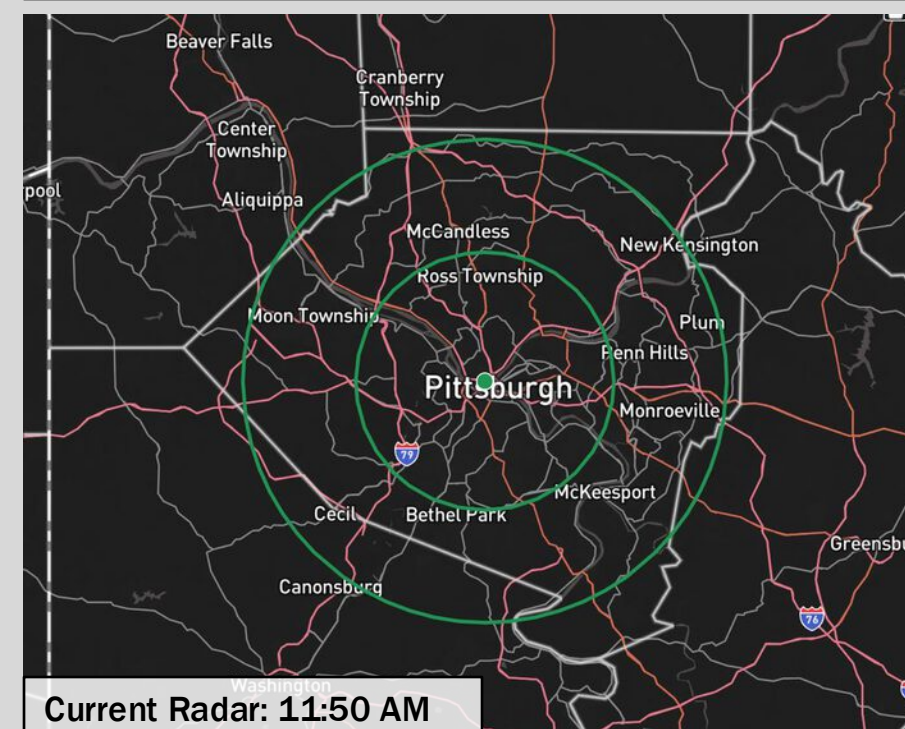 Beaver Falls
Cranberry
Township
Center
Township
pool
Aliquippa
McCandless
New Kensington
Ross Township
Moon Township
Plum
Penn Hills
Pittsburgh
Monroeville
79
McKeesport
Cecil
Bethel Park
Greensbu
Canonsburg
76
Washington
Current Radar: 11:50 AM